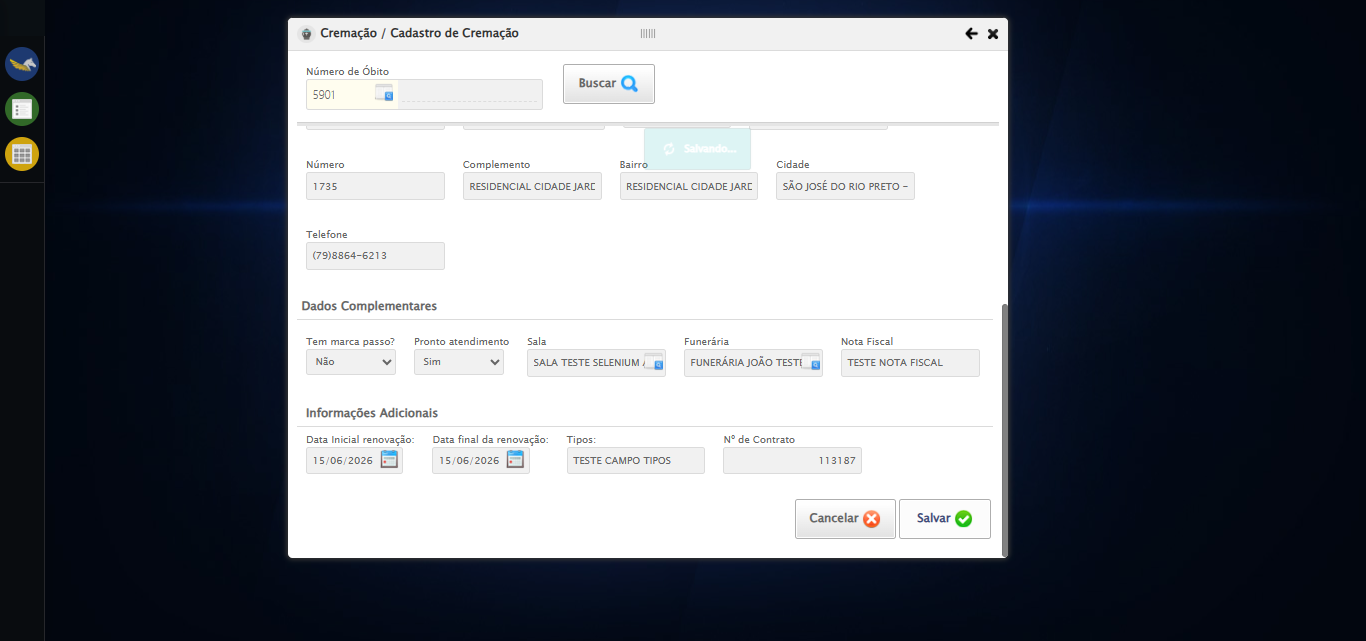 Cremação / Cadastro de Cremação
Número de Óbito
5901
Buscar
Salvando...
Número Complemento Bairro Cidade
1735 RESIDENCIAL CIDADE JARD RESIDENCIAL CIDADE JARD SÃO JOSÉ DO RIO PRETO -
Telefone
(79)8864-6213
Dados Complementares
Tem marca passo? Pronto atendimento Sala Funerária Nota Fiscal
Não Sim SALA TESTE SELENIUM FUNERÁRIA JOÃO TESTE TESTE NOTA FISCAL
Informações Adicionais
Data Inicial renovação: Data final da renovação: Tipos: Nº de Contrato
15/06/2026 15/06/2026 TESTE CAMPO TIPOS 113187
Cancelar Salvar